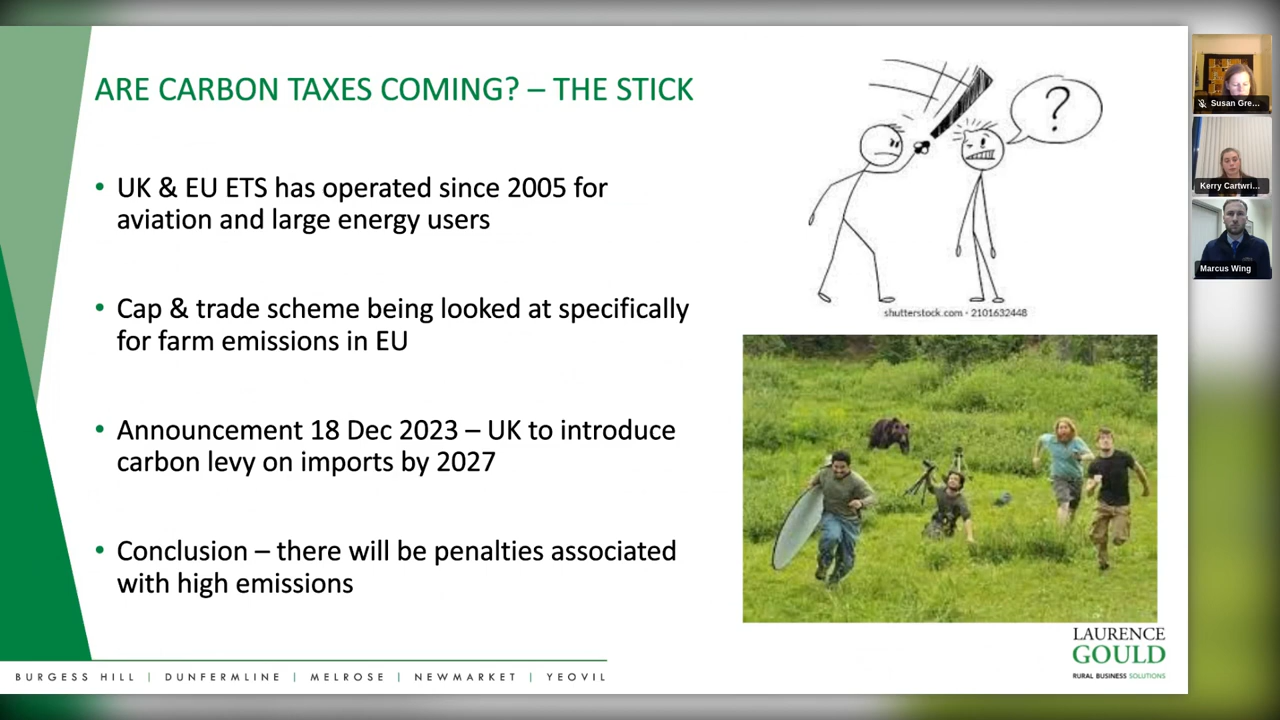 ARE CARBON TAXES COMING? – THE STICK
• UK & EU ETS has operated since 2005 for
aviation and large energy users
• Cap & trade scheme being looked at specifically
for farm emissions in EU
• Announcement 18 Dec 2023 – UK to introduce
carbon levy on imports by 2027
• Conclusion – there will be penalties associated
with high emissions
?
shutterstock.com · 2101632448
LAURENCE
GOULD
RURAL BUSINESS SOLUTIONS
BURGESS HILL | DUNFERMLINE | MELROSE | NEWMARKET | YEOVIL
Susan Gre...
Kerry Cartwri...
Marcus Wing